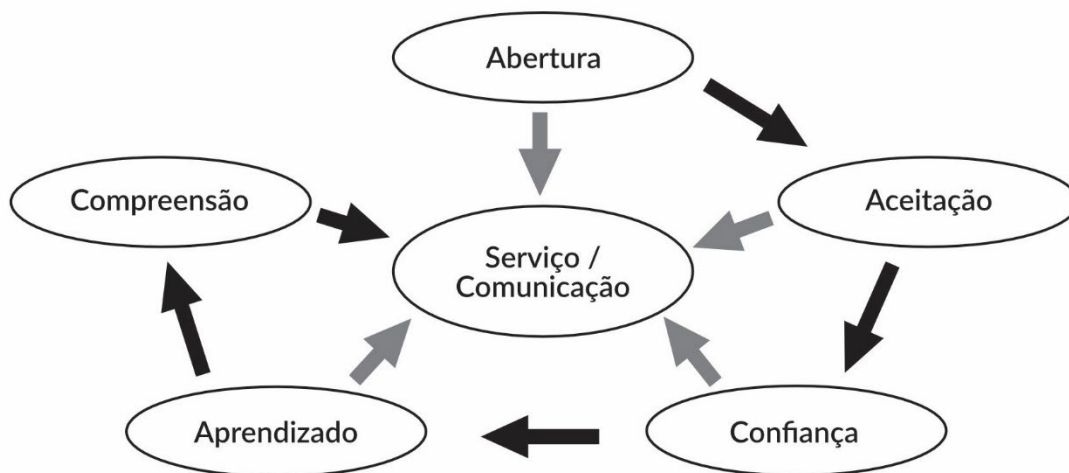 Abertura
Compreensão
Aceitação
Serviço /
Comunicação
Aprendizado
Confiança